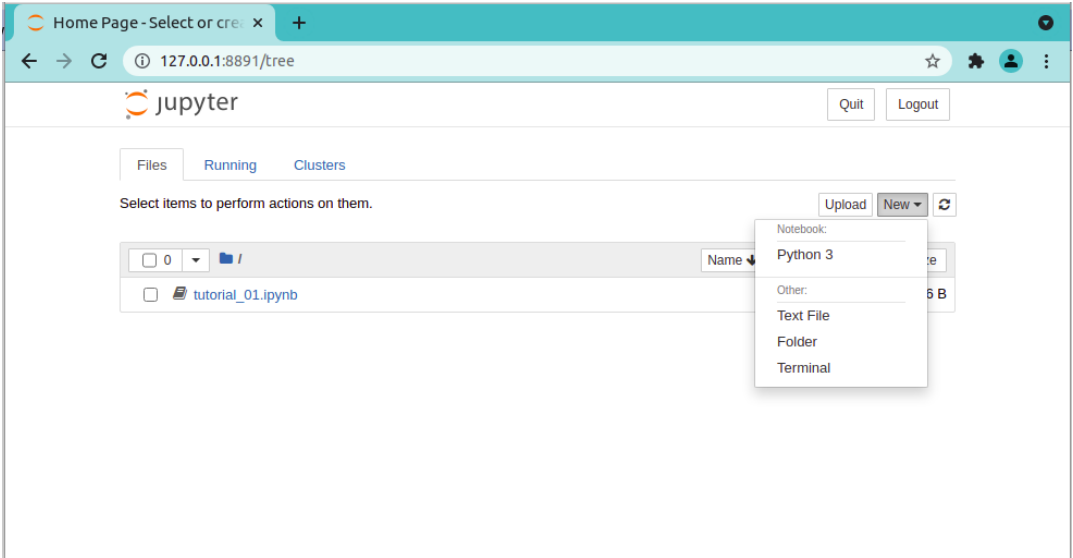 Home Page - Select or crea
127.0.0.1:8891/tree
jupyter
Quit
Logout
Files
Running
Clusters
Select items to perform actions on them.
Upload
New
Notebook:
Python 3
Other:
Text File
Folder
Terminal
0
/
Name
ze
tutorial_01.ipynb
6 B